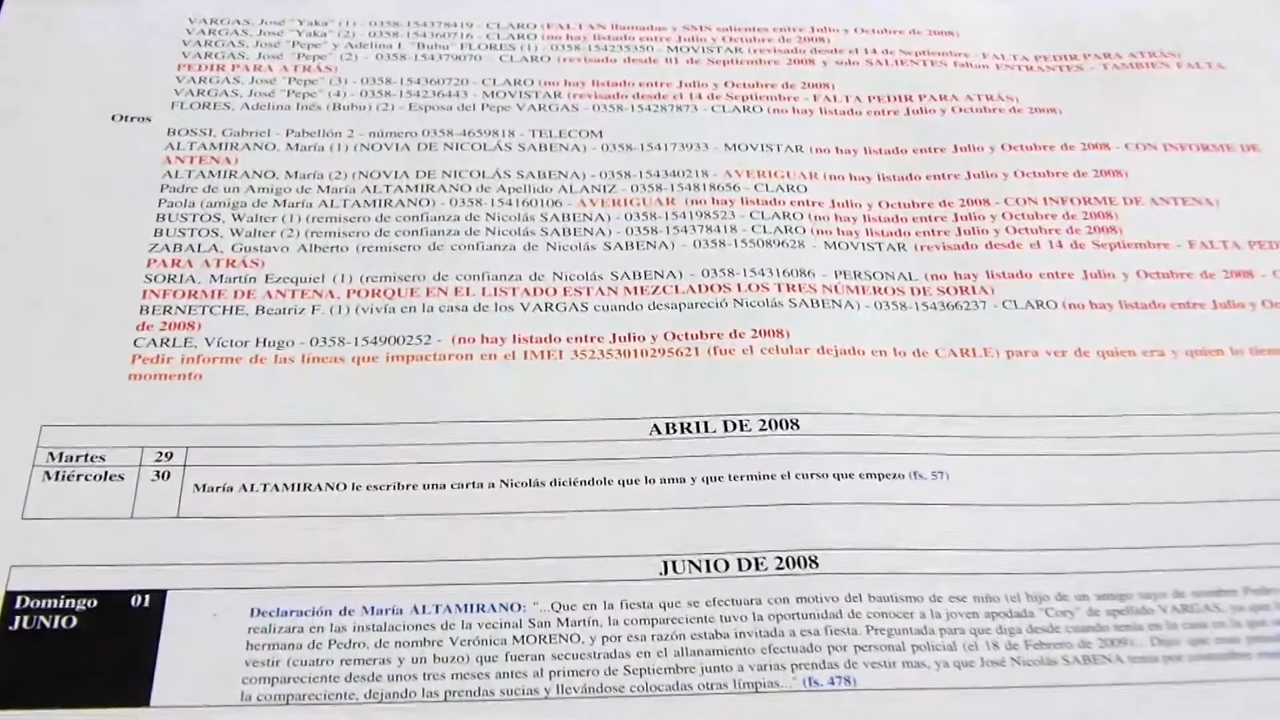 VARGAS, José "Yaka" (1) - 0358-154378419 - CLARO (FALTAN llamadas y SMS salientes entre Julio y Octubre de 2008)
VARGAS, José "Yaka" (2) - 0358-154360716 - CLARO (no hay listado entre Julio y Octubre de 2008)
VARGAS, José "Pepe" y Adelina I. "Bubu" FLORES (1) - 0358-154235350 - MOVISTAR (revisado desde el 14 de Septiembre - FALTA PEDIR PARA ATRÁS)
VARGAS, José "Pepe" (2) - 0358-154379070 - CLARO (revisado desde 01 de Septiembre 2008 y solo SALIENTES faltan ENTRANTES - TAMBIEN FALTA
PEDIR PARA ATRÁS)
VARGAS, José "Pepe" (3) - 0358-154360720 - CLARO (no hay listado entre Julio y Octubre de 2008)
VARGAS, José "Pepe" (4) - 0358-154236443 - MOVISTAR (revisado desde el 14 de Septiembre - FALTA PEDIR PARA ATRÁS)
FLORES, Adelina Inés (Bubu) (2) - Esposa del Pepe VARGAS - 0358-154287873 - CLARO (no hay listado entre Julio y Octubre de 2008)
Otros
BOSSI, Gabriel - Pabellón 2 - número 0358-4659818 - TELECOM
ALTAMIRANO, María (1) (NOVIA DE NICOLÁS SABENA) - 0358-154173933 - MOVISTAR (no hay listado entre Julio y Octubre de 2008 - CON INFORME DE
ANTENA)
ALTAMIRANO, María (2) (NOVIA DE NICOLÁS SABENA) - 0358-154340218 - AVERIGUAR (no hay listado entre Julio y Octubre de 2008)
Padre de un Amigo de María ALTAMIRANO de Apellido ALANIZ - 0358-154818656 - CLARO
Paola (amiga de María ALTAMIRANO) - 0358-154160106 - AVERIGUAR (no hay listado entre Julio y Octubre de 2008 - CON INFORME DE ANTENA)
BUSTOS, Walter (1) (remisero de confianza de Nicolás SABENA) - 0358-154198523 - CLARO (no hay listado entre Julio y Octubre de 2008)
BUSTOS, Walter (2) (remisero de confianza de Nicolás SABENA) - 0358-154378418 - CLARO (no hay listado entre Julio y Octubre de 2008)
ZABALA, Gustavo Alberto (remisero de confianza de Nicolás SABENA) - 0358-155089628 - MOVISTAR (revisado desde el 14 de Septiembre - FALTA PED
PARA ATRÁS)
SORIA, Martín Ezequiel (1) (remisero de confianza de Nicolás SABENA) - 0358-154316086 - PERSONAL (no hay listado entre Julio y Octubre de 2008 - C
INFORME DE ANTENA, PORQUE EN EL LISTADO ESTAN MEZCLADOS LOS TRES NÚMEROS DE SORIA)
BERNETCHE, Beatriz F. (1) (vivía en la casa de los VARGAS cuando desapareció Nicolás SABENA) - 0358-154366237 - CLARO (no hay listado entre Julio y Oc
de 2008)
CARLE, Víctor Hugo - 0358-154900252 - (no hay listado entre Julio y Octubre de 2008)
Pedir informe de las líneas que impactaron en el IMEI 352353010295621 (fue el celular dejado en lo de CARLE) para ver de quien era y quien lo tien
momento
ABRIL DE 2008
Martes 29
Miércoles 30 María ALTAMIRANO le escribre una carta a Nicolás diciéndole que lo ama y que termine el curso que empezo (fs. 57)
JUNIO DE 2008
Domingo 01
JUNIO
Declaración de María ALTAMIRANO: "...Que en la fiesta que se efectuara con motivo del bautismo de ese niño (el hijo de un amigo
realizara en las instalaciones de la vecinal San Martín, la compareciente tuvo la oportunidad de conocer a la joven apodada "Cory" de apellido VARGAS,
hermana de Pedro, de nombre Verónica MORENO, y por esa razón estaba invitada a esa fiesta. Preguntada para que diga desde cuando tenía en la casa
vestir (cuatro remeras y un buzo) que fueran secuestradas en el allanamiento efectuado por personal policial (el 18 de Febrero de 2009)
compareciente desde unos tres meses antes al primero de Septiembre junto a varias prendas de vestir mas, ya que José Nicolás SABENA
la compareciente, dejando las prendas sucias y llevándose colocadas otras límpias..." (fs. 478)